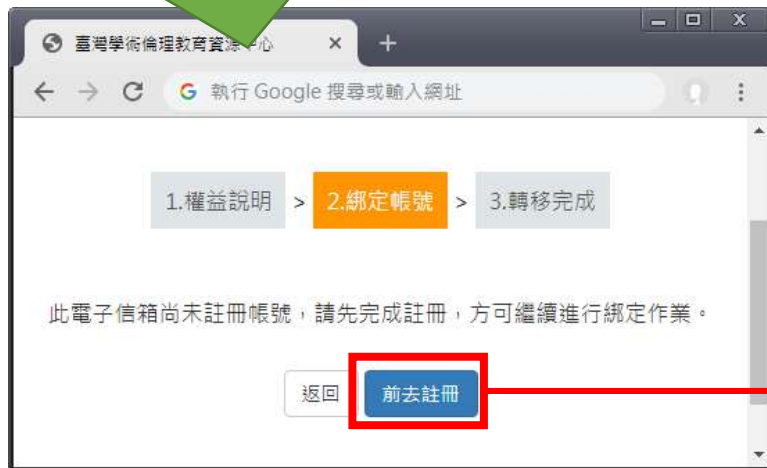 臺灣學術倫理教育資源中心
執行 Google 搜尋或輸入網址
1.權益說明 > 2.綁定帳號 > 3.轉移完成
此電子信箱尚未註冊帳號，請先完成註冊，方可繼續進行綁定作業。
返回 前去註冊